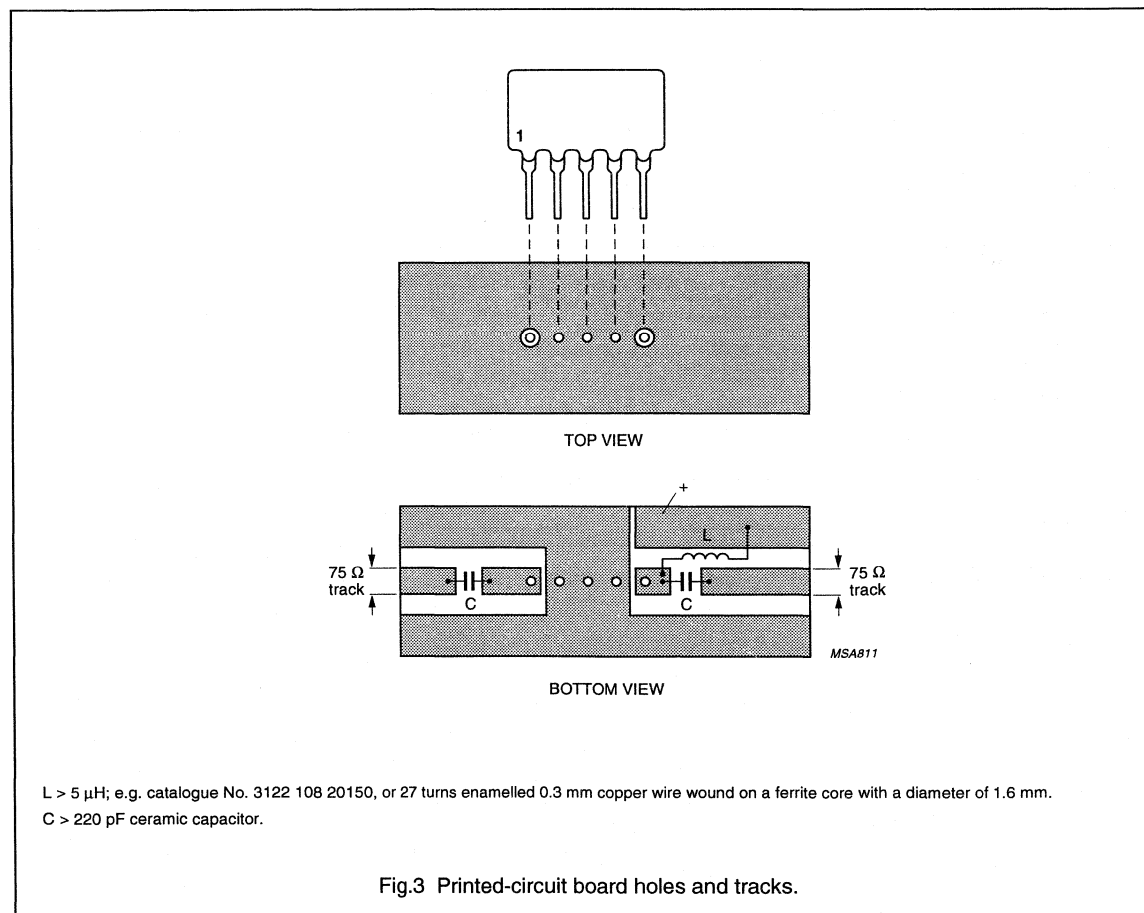 1
TOP VIEW
+
L
75 Ω
track
C
C
75 Ω
track
MSA811
BOTTOM VIEW
L > 5 μH; e.g. catalogue No. 3122 108 20150, or 27 turns enamelled 0.3 mm copper wire wound on a ferrite core with a diameter of 1.6 mm.
C > 220 pF ceramic capacitor.
Fig.3 Printed-circuit board holes and tracks.